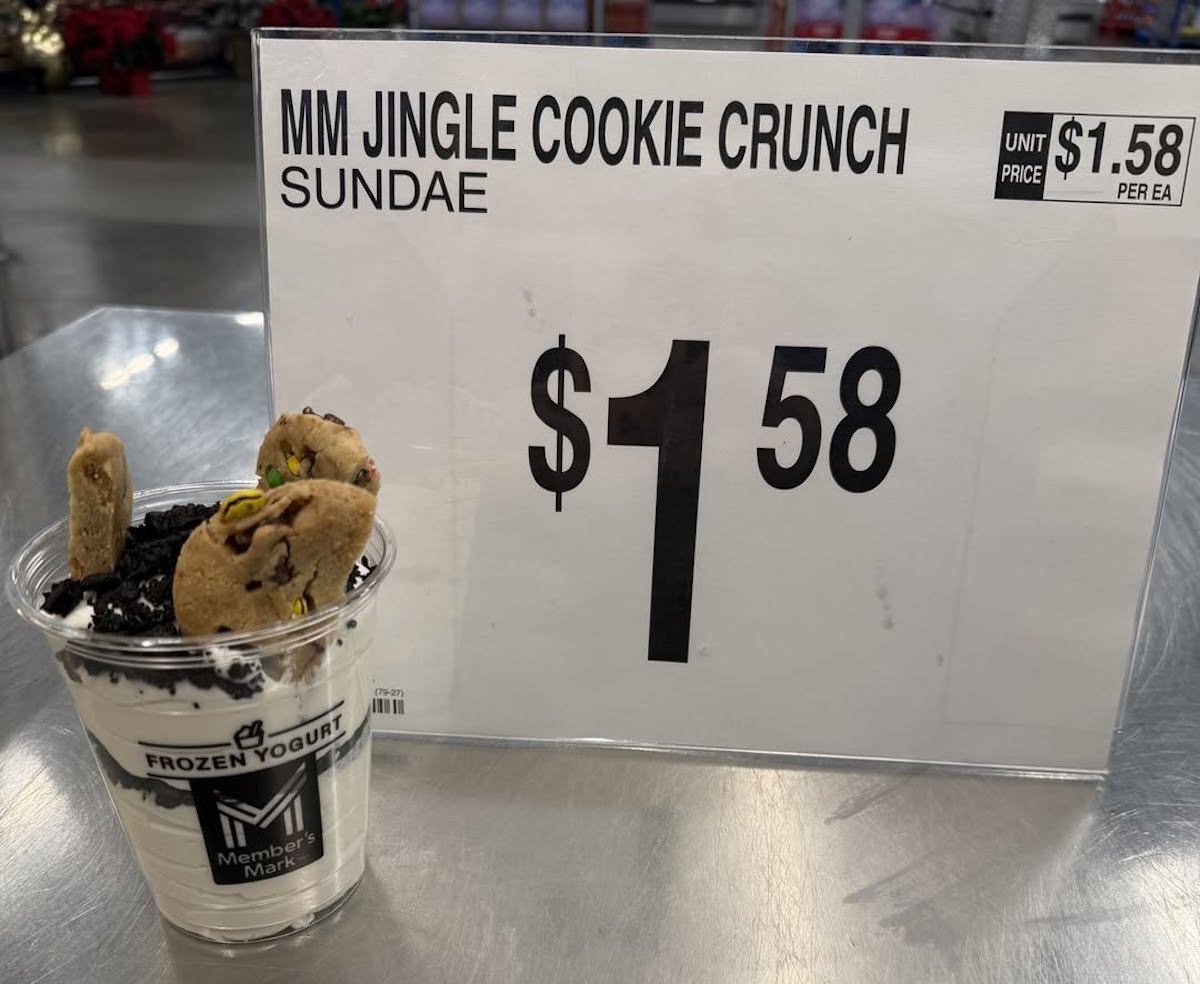 MM JINGLE COOKIE CRUNCH
SUNDAE
UNIT PRICE
$1.58
PER EA
$1 58
(79-27)
FROZEN YOGURT
M
Member's
Mark